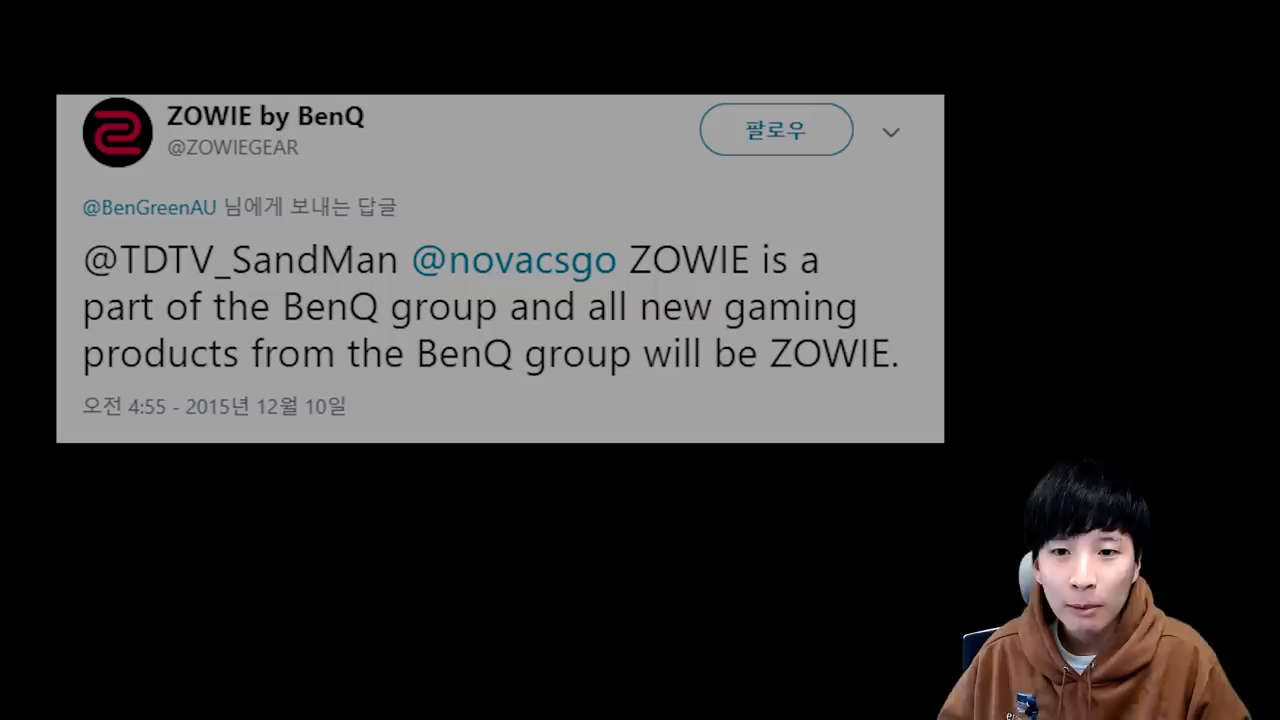 ZOWIE by BenQ
@ZOWIEGEAR
팔로우
@BenGreenAU 님에게 보내는 답글
@TDTV_SandMan @novacsgo ZOWIE is a
part of the BenQ group and all new gaming
products from the BenQ group will be ZOWIE.
오전 4:55 - 2015년 12월 10일